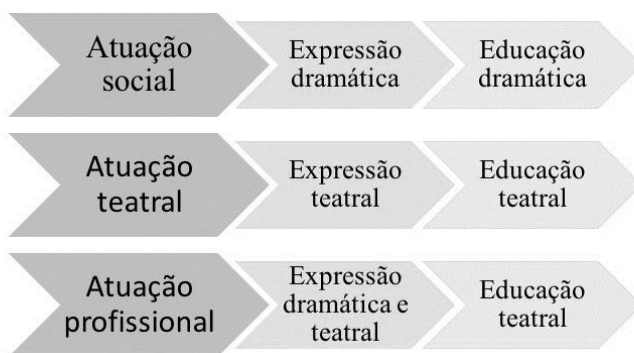 Atuação
social
Expressão
dramática
Educação
dramática
Atuação
teatral
Expressão
teatral
Educação
teatral
Atuação
profissional
Expressão
dramática e
teatral
Educação
teatral